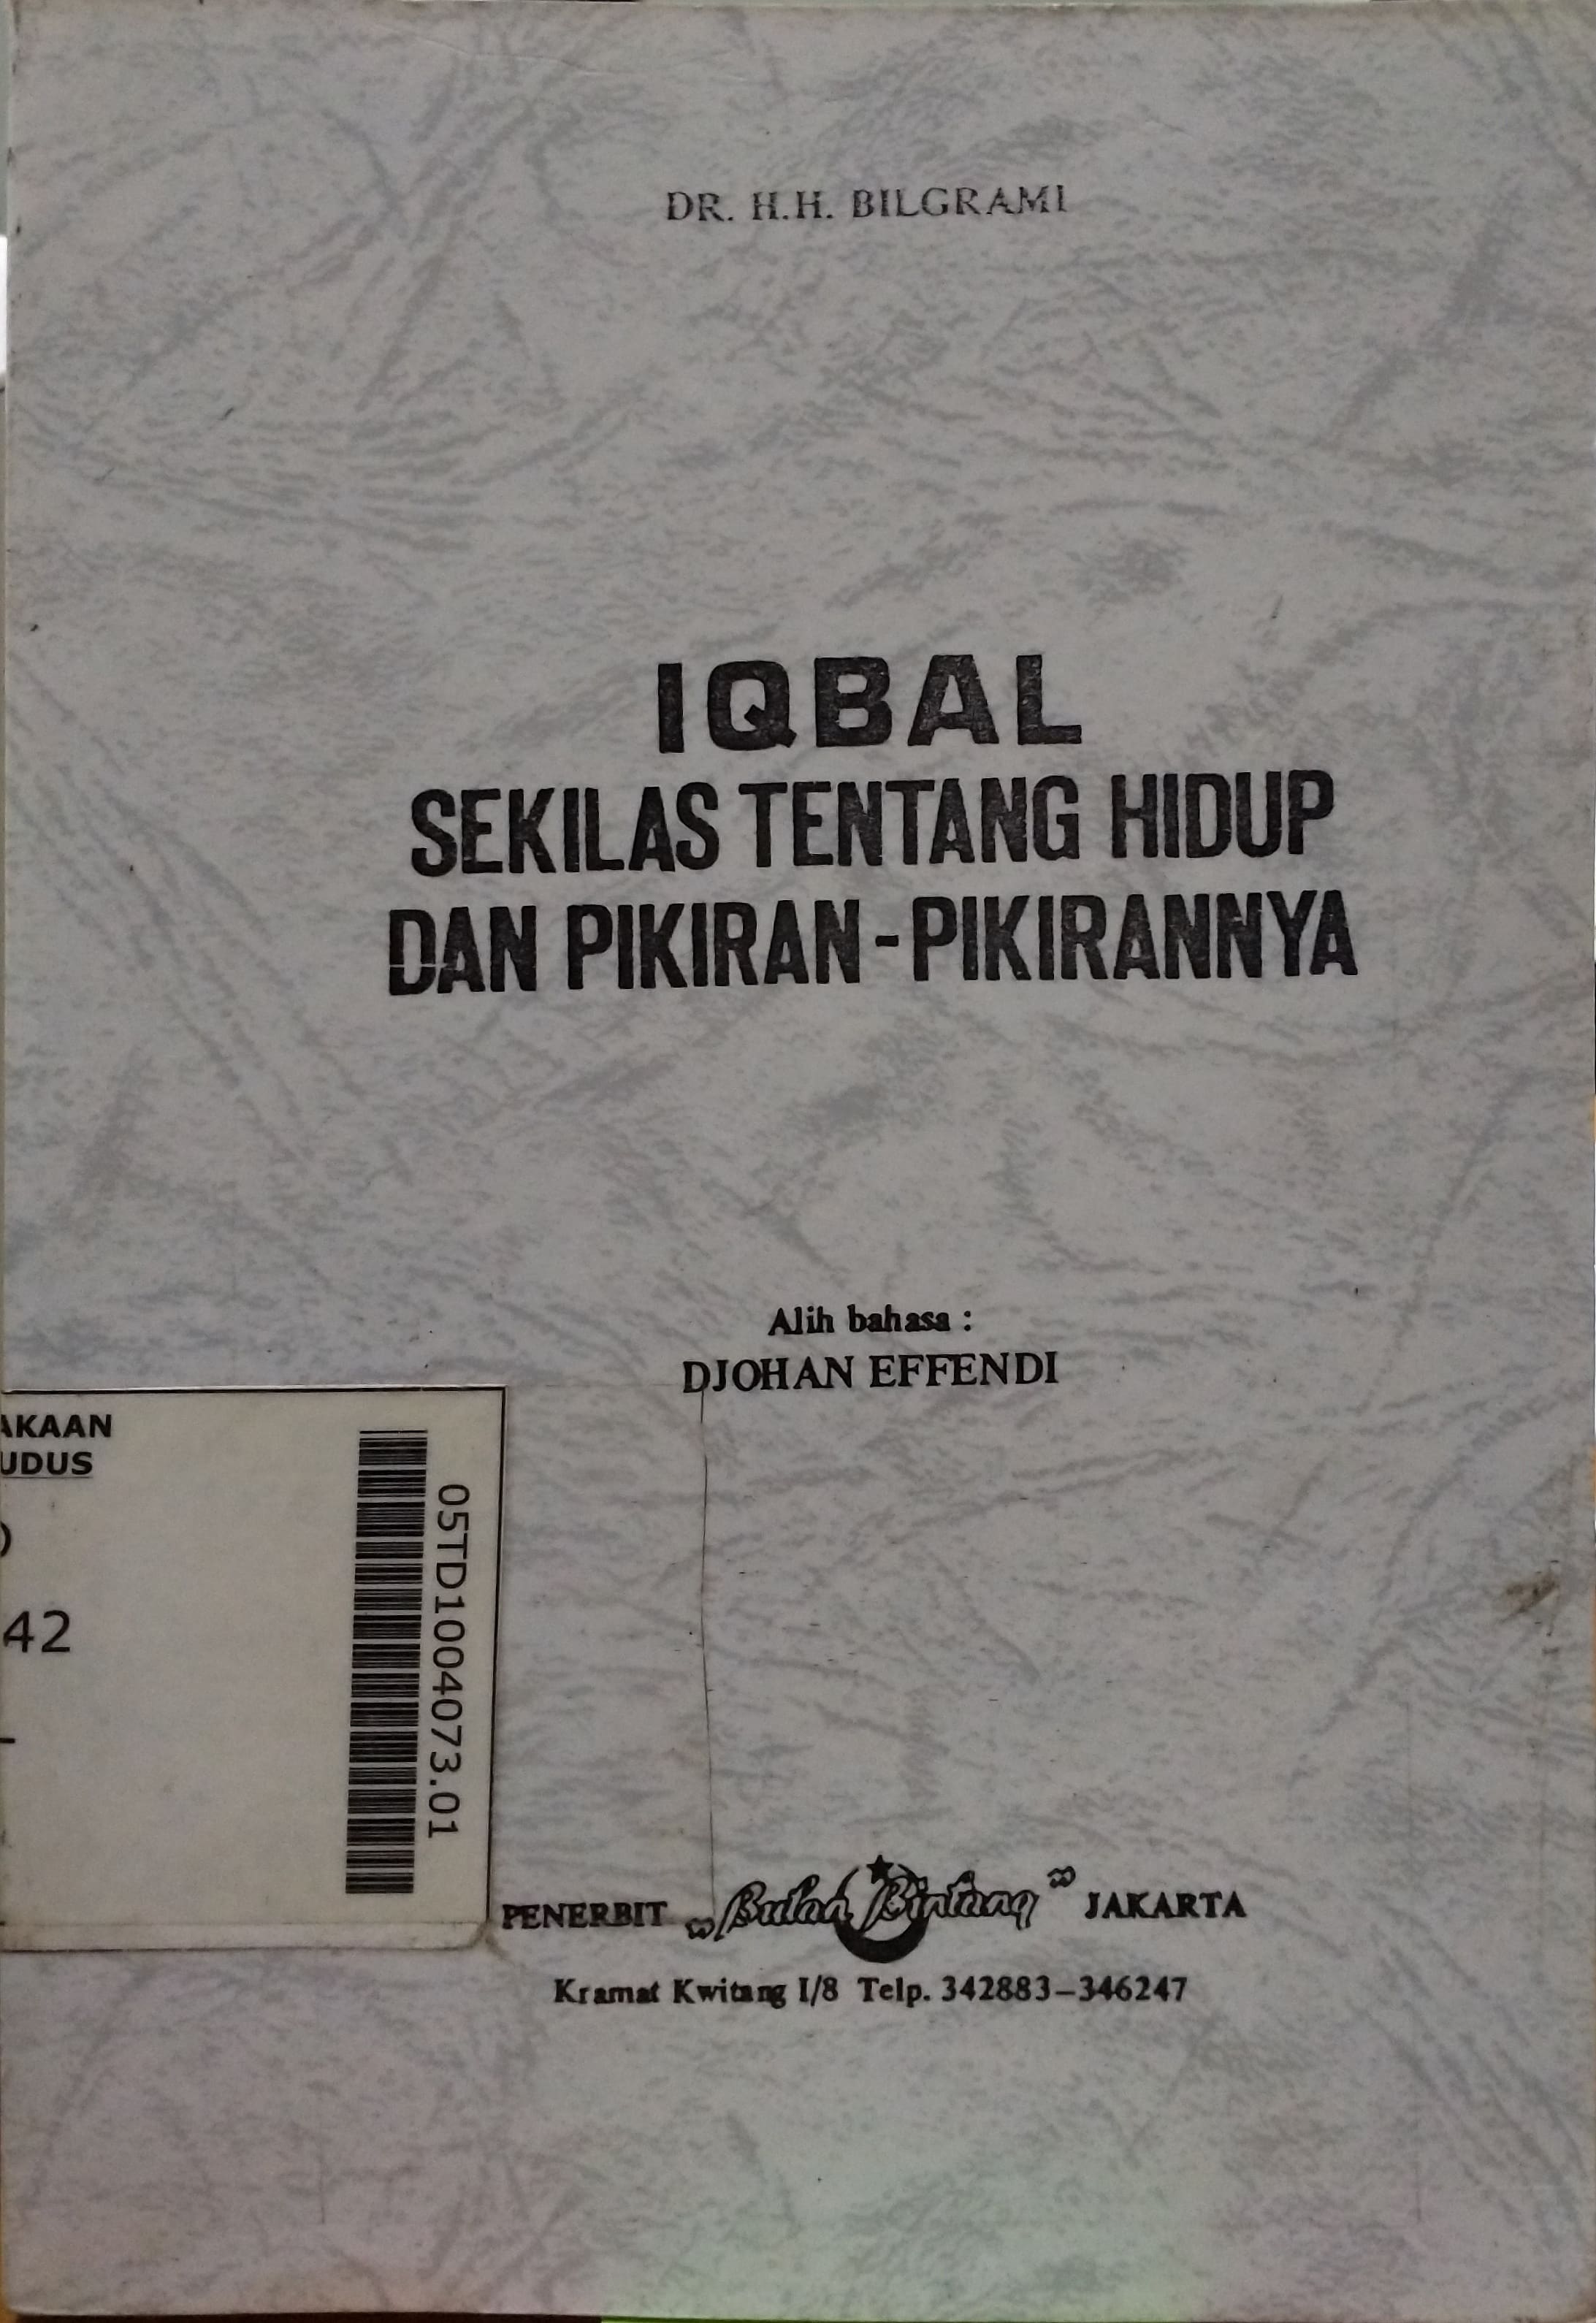 DR. H.H. BILGRAMI
IQBAL
SEKILAS TENTANG HIDUP
DAN PIKIRAN-PIKIRANNYA
Alih bahasa :
DJOHAN EFFENDI
AKAAN
UDUS
42
05TD1004073.01
PENERBIT „Bulan Bintang” JAKARTA
Kramat Kwitang I/8 Telp. 342883–346247